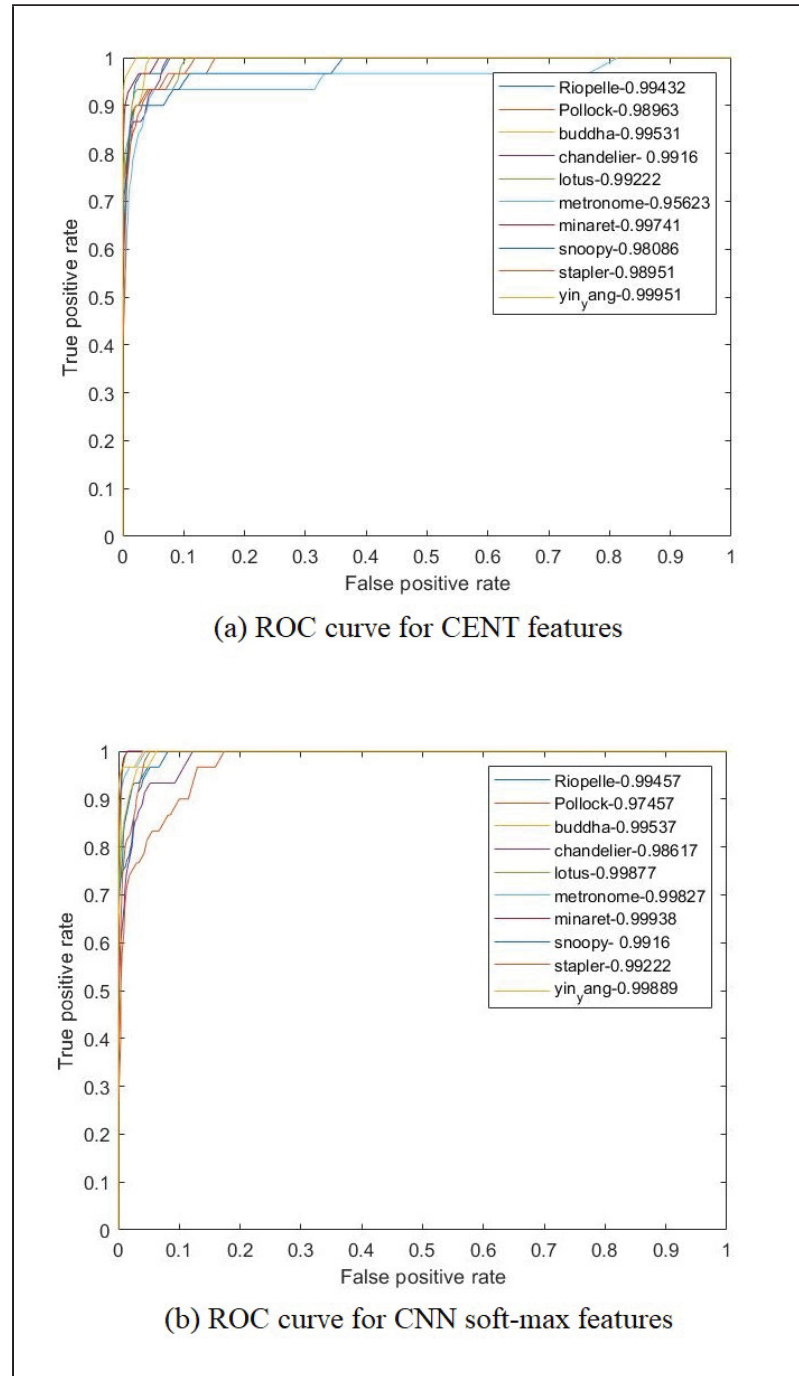 1
0.9
0.8
0.7
0.6
0.5
0.4
0.3
0.2
0.1
0
True positive rate
Riopelle-0.99432
Pollock-0.98963
buddha-0.99531
chandelier- 0.9916
lotus-0.99222
metronome-0.95623
minaret-0.99741
snoopy-0.98086
stapler-0.98951
yin_yang-0.99951
0 0.1 0.2 0.3 0.4 0.5 0.6 0.7 0.8 0.9 1
False positive rate
(a) ROC curve for CENT features
1
0.9
0.8
0.7
0.6
0.5
0.4
0.3
0.2
0.1
0
True positive rate
Riopelle-0.99457
Pollock-0.97457
buddha-0.99537
chandelier-0.98617
lotus-0.99877
metronome-0.99827
minaret-0.99938
snoopy- 0.9916
stapler-0.99222
yin_yang-0.99889
0 0.1 0.2 0.3 0.4 0.5 0.6 0.7 0.8 0.9 1
False positive rate
(b) ROC curve for CNN soft-max features